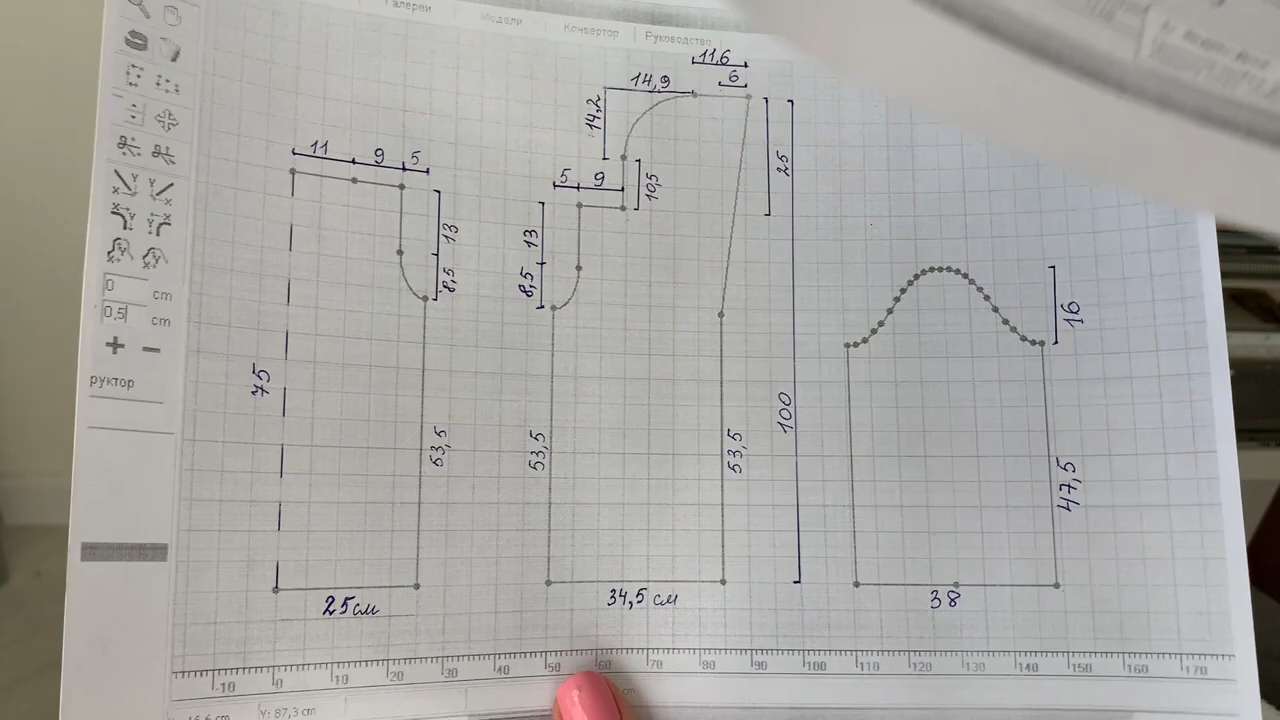 Галереи
Модели
Конвертор
Руководство
0 cm
0,5 cm
руктор
11
9
5
13
8,5
75
53,5
25см
11,6
6
14,9
14,2
25
5
9
10,5
13
8,5
53,5
53,5
100
34,5 см
16
47,5
38
-10 0 20 30 40 50 60 70 80 90 100 110 120 130 140 150 160 170
cm
Y: 87,3 cm